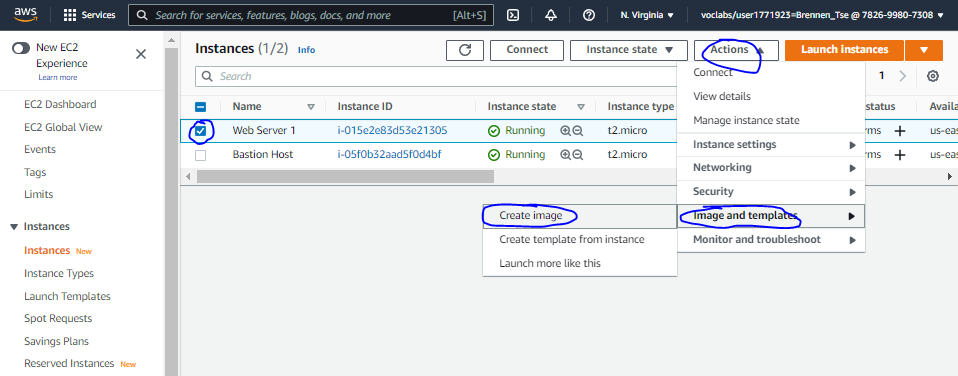 aws Services Search for services, features, blogs, docs, and more [Alt+S] N. Virginia voclabs/user1771923=Brennen_Tse @ 7826-9980-7308
New EC2
Experience
Learn more
EC2 Dashboard
EC2 Global View
Events
Tags
Limits
Instances
Instances New
Instance Types
Launch Templates
Spot Requests
Savings Plans
Reserved Instances New
Instances (1/2) Info Connect Instance state Actions Launch instances
Search 1
Name Instance ID Instance state Instance type status Availa
Web Server 1 i-015e2e83d53e21305 Running t2.micro rms + us-eas
Bastion Host i-05f0b32aad5f0d4bf Running t2.micro rms + us-eas
Connect
View details
Manage instance state
Instance settings
Networking
Security
Image and templates
Monitor and troubleshoot
Create image
Create template from instance
Launch more like this